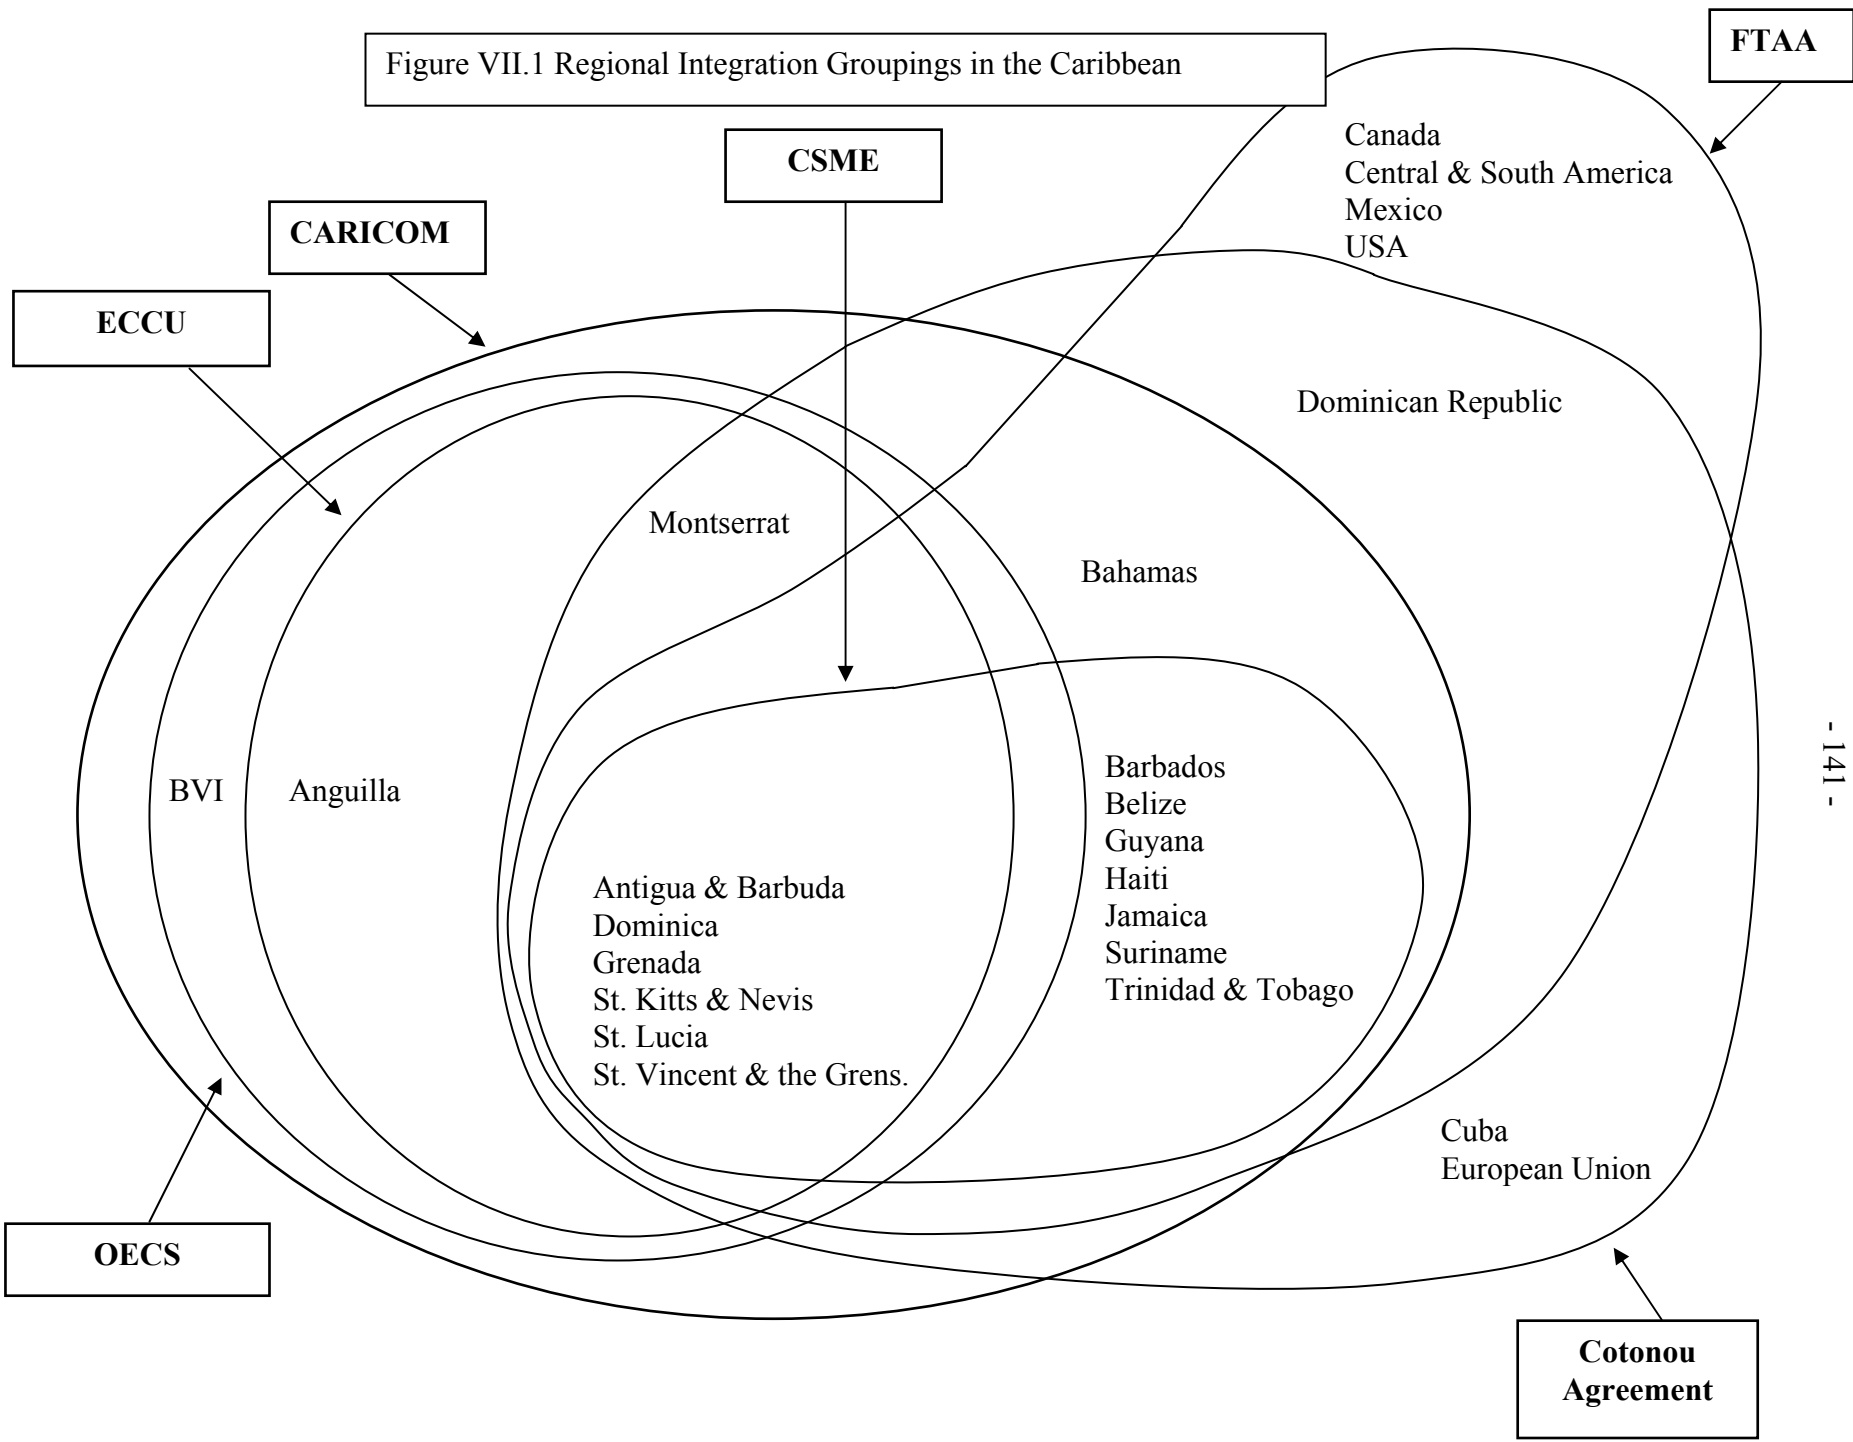 FTAA
Figure VII.1 Regional Integration Groupings in the Caribbean
Canada
Central & South America
Mexico
USA
CSME
CARICOM
ECCU
Dominican Republic
Montserrat
Bahamas
- 141 -
BVI
Anguilla
Barbados
Belize
Guyana
Haiti
Jamaica
Suriname
Trinidad & Tobago
Antigua & Barbuda
Dominica
Grenada
St. Kitts & Nevis
St. Lucia
St. Vincent & the Grens.
Cuba
European Union
OECS
Cotonou
Agreement